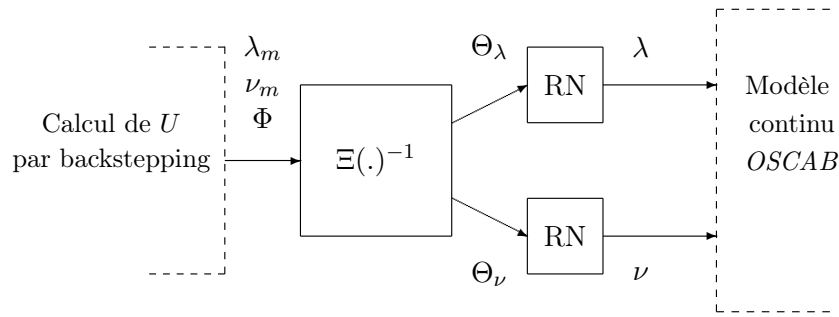 Calcul de U
par backstepping
λ_m
ν_m
Φ
Ξ(.)^{-1}
Θ_λ
RN
λ
Θ_ν
RN
ν
Modèle
continu
OSCAB